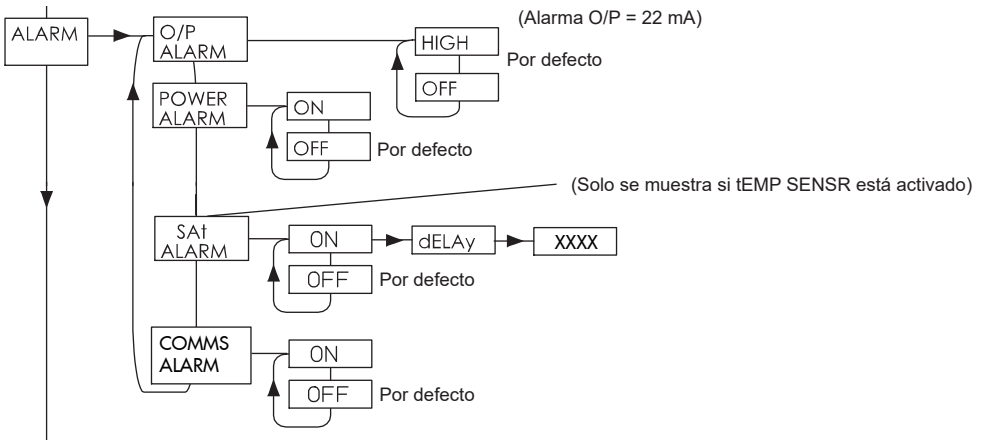 ALARM
O/P
ALARM
(Alarma O/P = 22 mA)
HIGH
Por defecto
OFF
POWER
ALARM
ON
OFF
Por defecto
(Solo se muestra si tEMP SENSR está activado)
SAt
ALARM
ON
dELAy
XXXX
OFF
Por defecto
COMMS
ALARM
ON
OFF
Por defecto